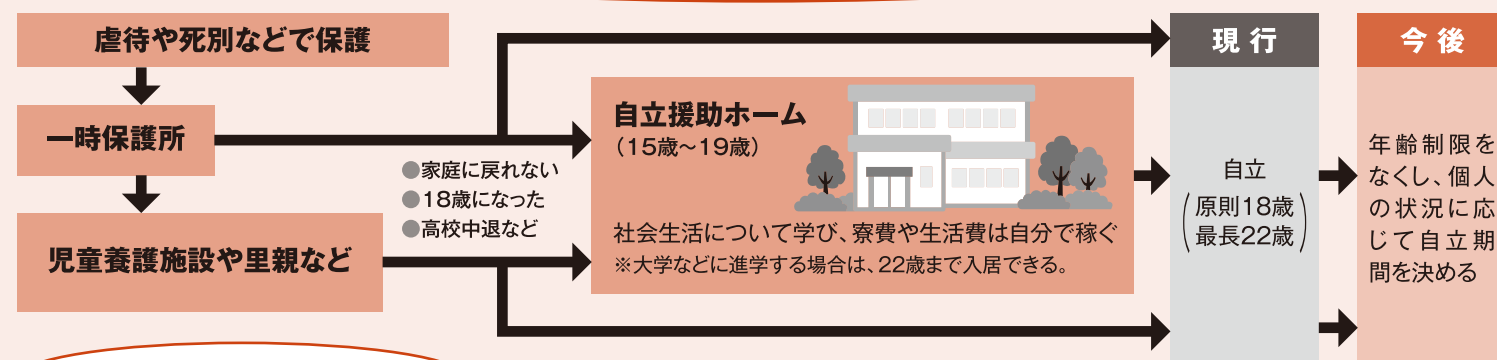 虐待や死別などで保護
一時保護所
児童養護施設や里親など
●家庭に戻れない
●18歳になった
●高校中退など
自立援助ホーム
（15歳～19歳）
社会生活について学び、寮費や生活費は自分で稼ぐ
※大学などに進学する場合は、22歳まで入居できる。
現行
自立
（原則18歳
最長22歳）
今後
年齢制限を
なくし、個人
の状況に応
じて自立期
間を決める